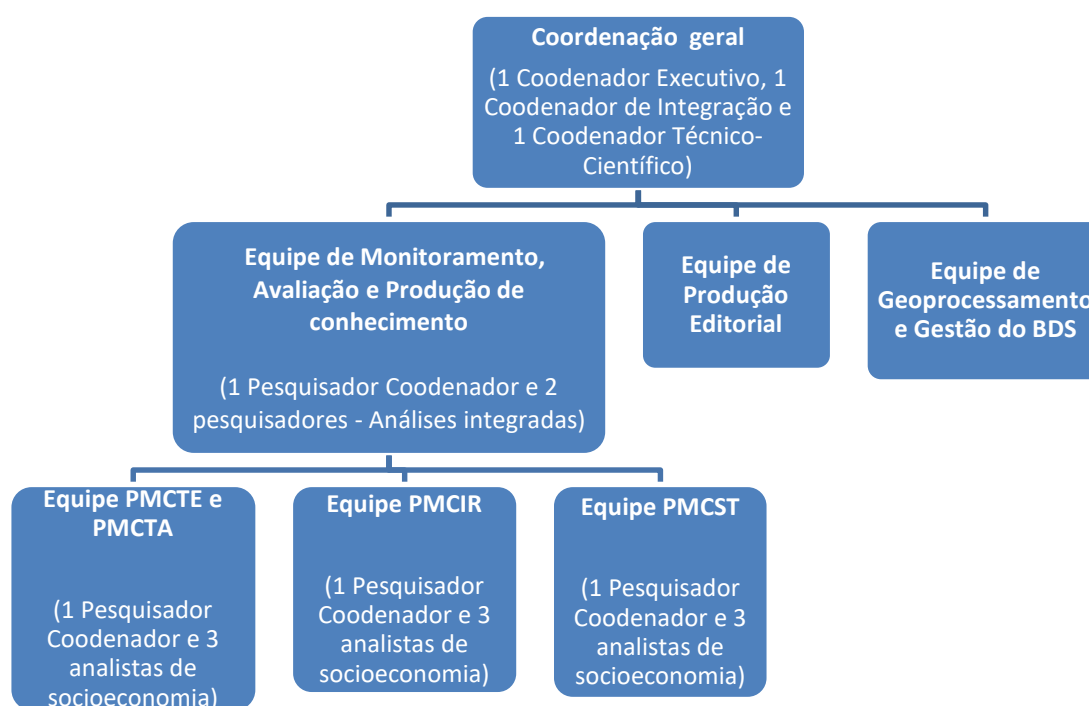 Coordenação geral
(1 Coodenador Executivo, 1
Coodenador de Integração e
1 Coodenador Técnico-
Científico)
Equipe de Monitoramento,
Avaliação e Produção de
conhecimento
(1 Pesquisador Coodenador e 2
pesquisadores - Análises integradas)
Equipe de
Produção
Editorial
Equipe de
Geoprocessamento
e Gestão do BDS
Equipe PMCTE e
PMCTA
(1 Pesquisador
Coodenador e 3
analistas de
socioeconomia)
Equipe PMCIR
(1 Pesquisador
Coodenador e 3
analistas de
socioeconomia)
Equipe PMCST
(1 Pesquisador
Coodenador e 3
analistas de
socioeconomia)